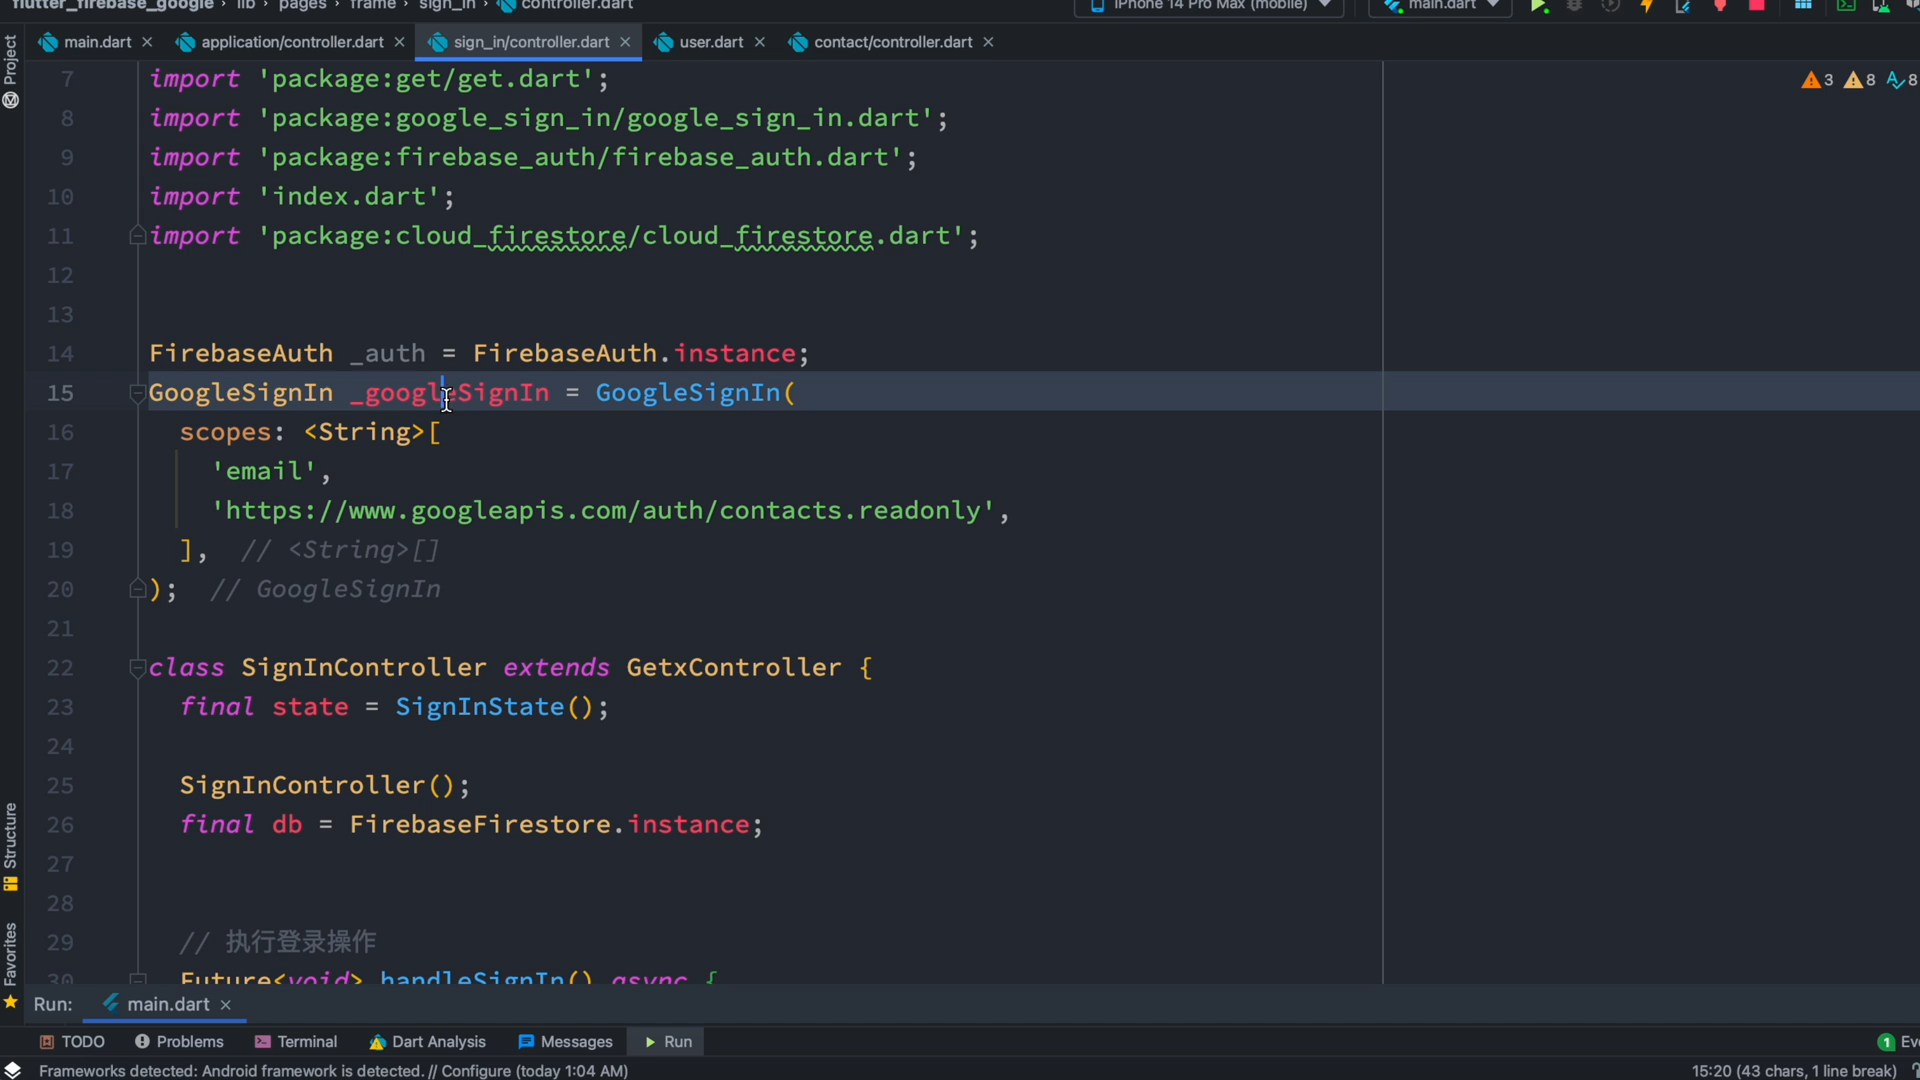 flutter_firebase_google › lib › pages › frame › sign_in › controller.dart
iPhone 14 Pro Max (mobile)
main.dart
main.dart
application/controller.dart
sign_in/controller.dart
user.dart
contact/controller.dart
Project
3 8 8
7 import 'package:get/get.dart';
8 import 'package:google_sign_in/google_sign_in.dart';
9 import 'package:firebase_auth/firebase_auth.dart';
10 import 'index.dart';
11 import 'package:cloud_firestore/cloud_firestore.dart';
12
13
14 FirebaseAuth _auth = FirebaseAuth.instance;
15 GoogleSignIn _googleSignIn = GoogleSignIn(
16 scopes: <String>[
17 'email',
18 'https://www.googleapis.com/auth/contacts.readonly',
19 ], // <String>[]
20 ); // GoogleSignIn
21
22 class SignInController extends GetxController {
23 final state = SignInState();
24
25 SignInController();
26 final db = FirebaseFirestore.instance;
27
28
29 // 执行登录操作
30 Future<void> handleSignIn() async {
Structure
Favorites
Run: main.dart
TODO
Problems
Terminal
Dart Analysis
Messages
Run
1
Frameworks detected: Android framework is detected. // Configure (today 1:04 AM)
15:20 (43 chars, 1 line break)